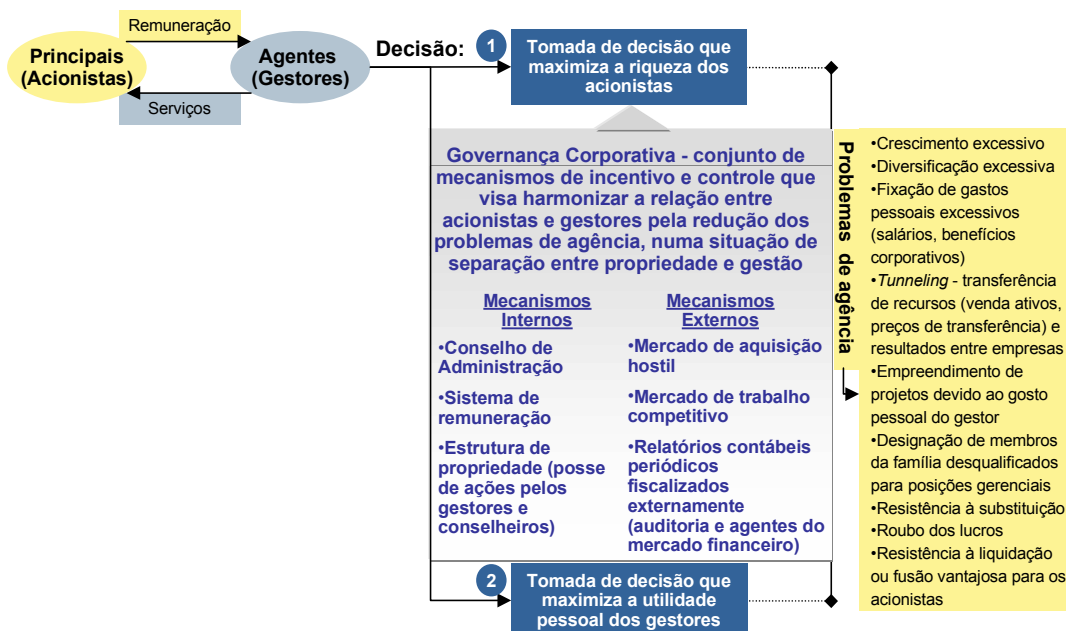 Remuneração
Principais
(Acionistas)
Agentes
(Gestores)
Serviços
Decisão:
1
Tomada de decisão que
maximiza a riqueza dos
acionistas
Governança Corporativa - conjunto de
mecanismos de incentivo e controle que
visa harmonizar a relação entre
acionistas e gestores pela redução dos
problemas de agência, numa situação de
separação entre propriedade e gestão
Mecanismos
Internos
•Conselho de
Administração
•Sistema de
remuneração
•Estrutura de
propriedade (posse
de ações pelos
gestores e
conselheiros)
Mecanismos
Externos
•Mercado de aquisição
hostil
•Mercado de trabalho
competitivo
•Relatórios contábeis
periódicos
fiscalizados
externamente
(auditoria e agentes do
mercado financeiro)
2
Tomada de decisão que
maximiza a utilidade
pessoal dos gestores
Problemas de agência
•Crescimento excessivo
•Diversificação excessiva
•Fixação de gastos
pessoais excessivos
(salários, benefícios
corporativos)
•Tunneling - transferência
de recursos (venda ativos,
preços de transferência) e
resultados entre empresas
•Empreendimento de
projetos devido ao gosto
pessoal do gestor
•Designação de membros
da família desqualificados
para posições gerenciais
•Resistência à substituição
•Roubo dos lucros
•Resistência à liquidação
ou fusão vantajosa para os
acionistas